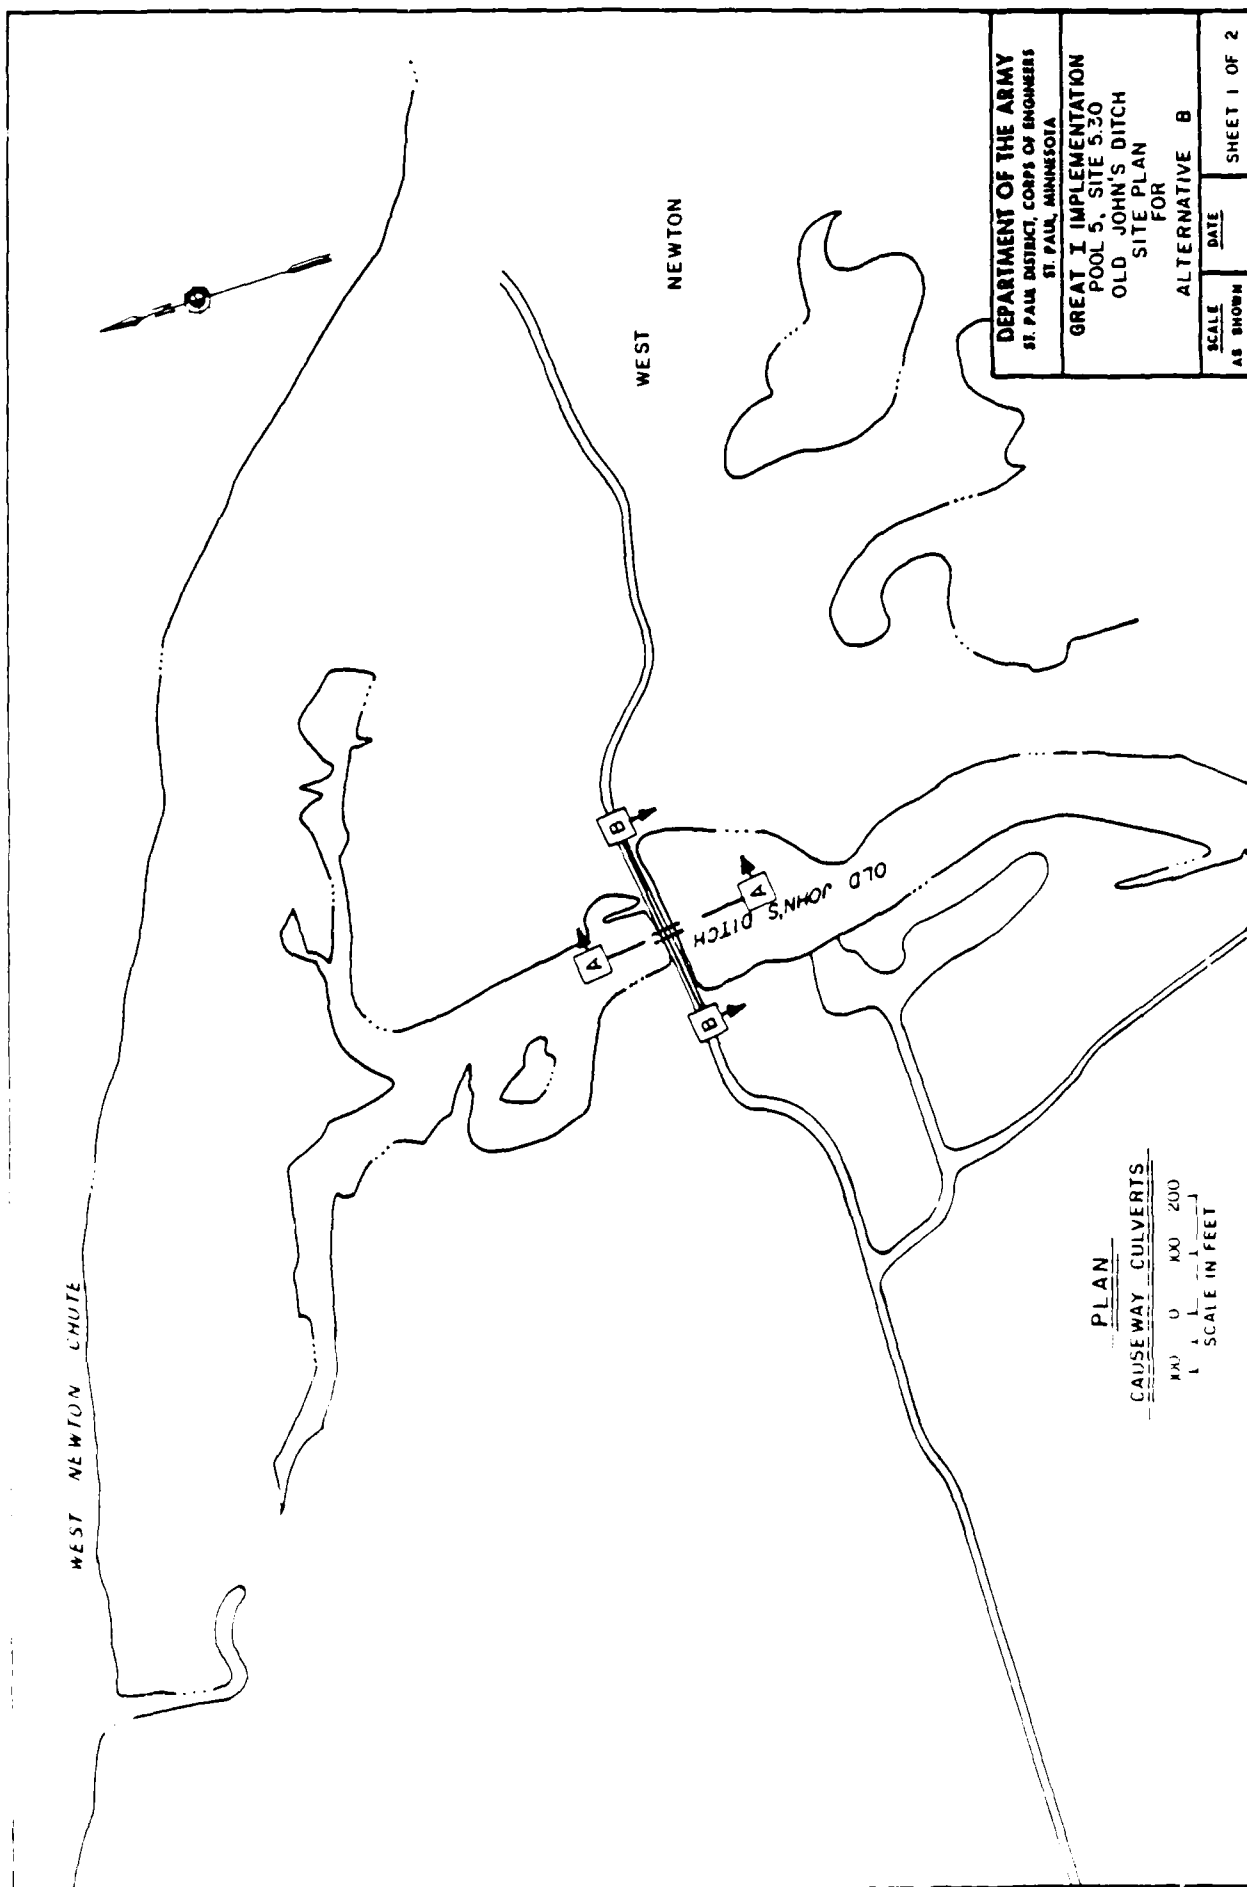 WEST NEWTON CHUTE
WEST
NEWTON
B
A
A
B
OLD JOHN'S DITCH
PLAN
CAUSEWAY CULVERTS
100 0 100 200
SCALE IN FEET
DEPARTMENT OF THE ARMY
ST. PAUL DISTRICT, CORPS OF ENGINEERS
ST. PAUL, MINNESOTA
GREAT I IMPLEMENTATION
POOL 5, SITE 5.30
OLD JOHN'S DITCH
SITE PLAN
FOR
ALTERNATIVE B
SCALE
AS SHOWN
DATE
SHEET 1 OF 2